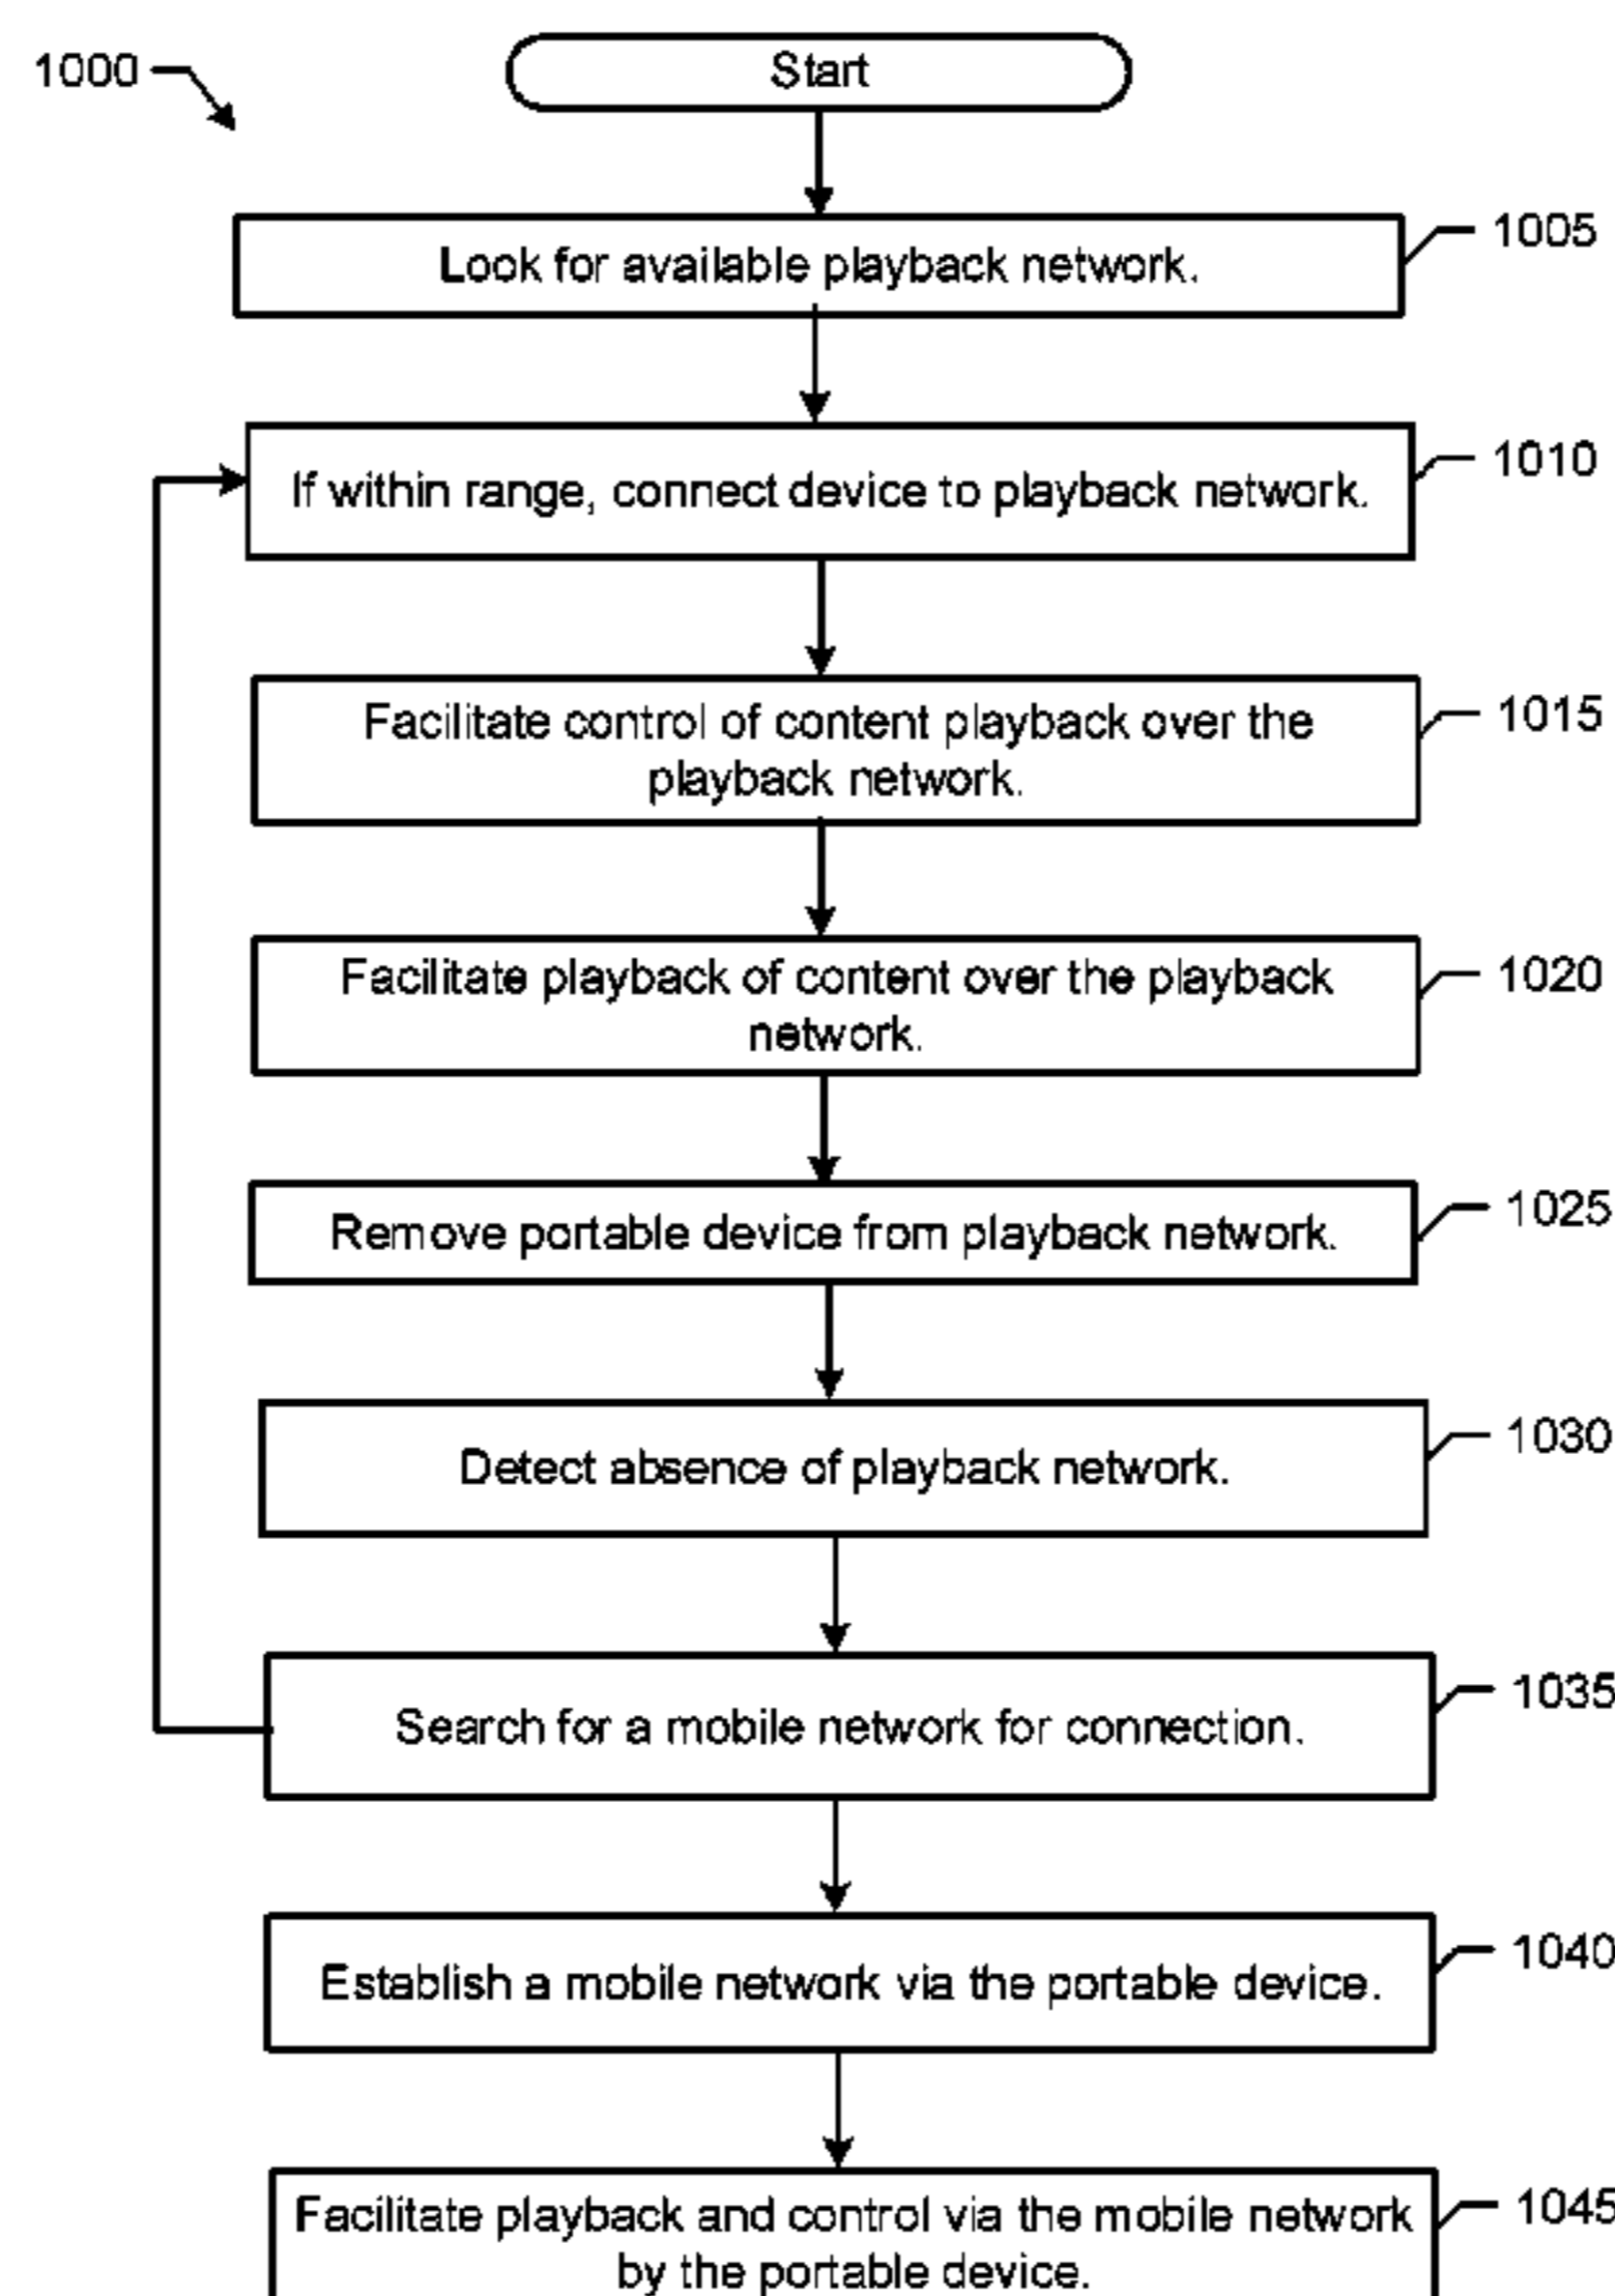 1000
Start
Look for available playback network.
1005
If within range, connect device to playback network.
1010
Facilitate control of content playback over the
playback network.
1015
Facilitate playback of content over the playback
network.
1020
Remove portable device from playback network.
1025
Detect absence of playback network.
1030
Search for a mobile network for connection.
1035
Establish a mobile network via the portable device.
1040
Facilitate playback and control via the mobile network
by the portable device.
1045